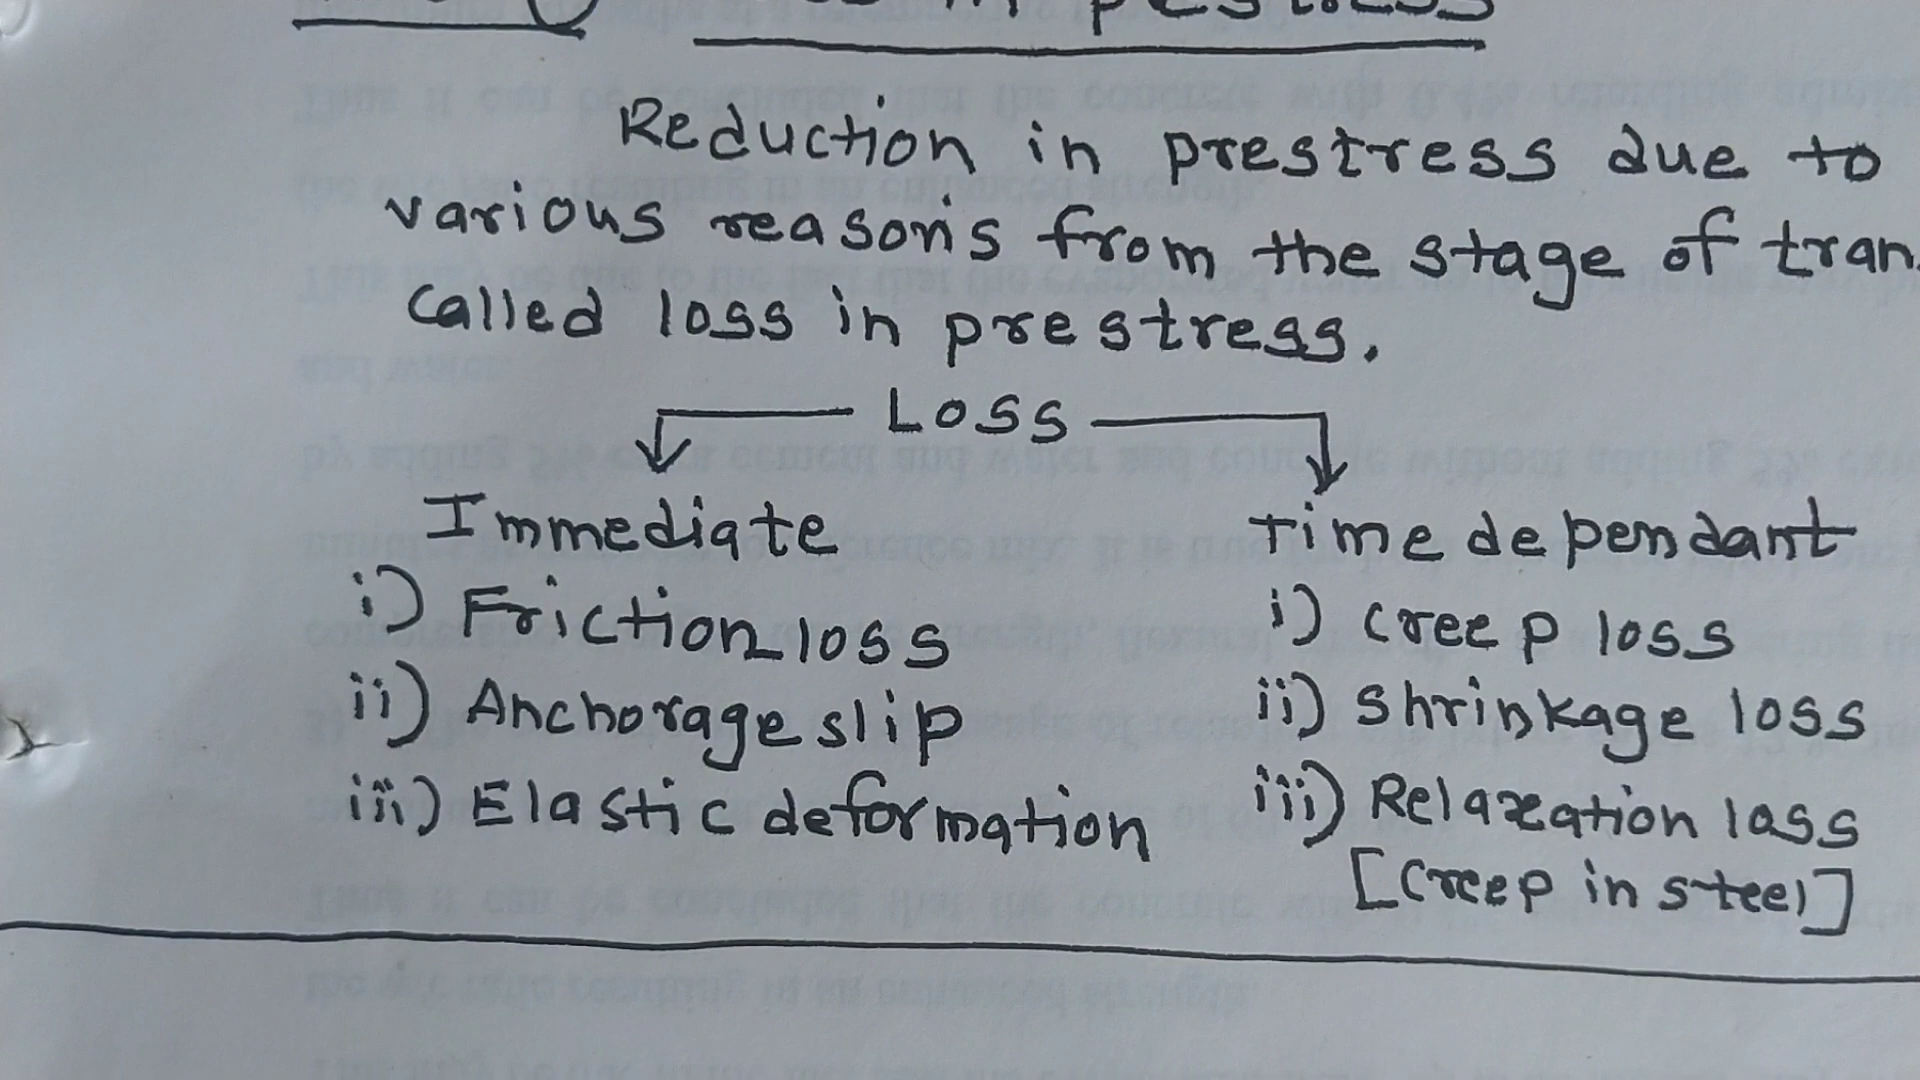 Reduction in prestress due to
various reasons from the stage of tran
called loss in prestress.
Loss
Immediate
i) Friction loss
ii) Anchorage slip
iii) Elastic deformation
Time dependant
i) creep loss
ii) shrinkage loss
iii) Relaxation loss
[creep in steel]